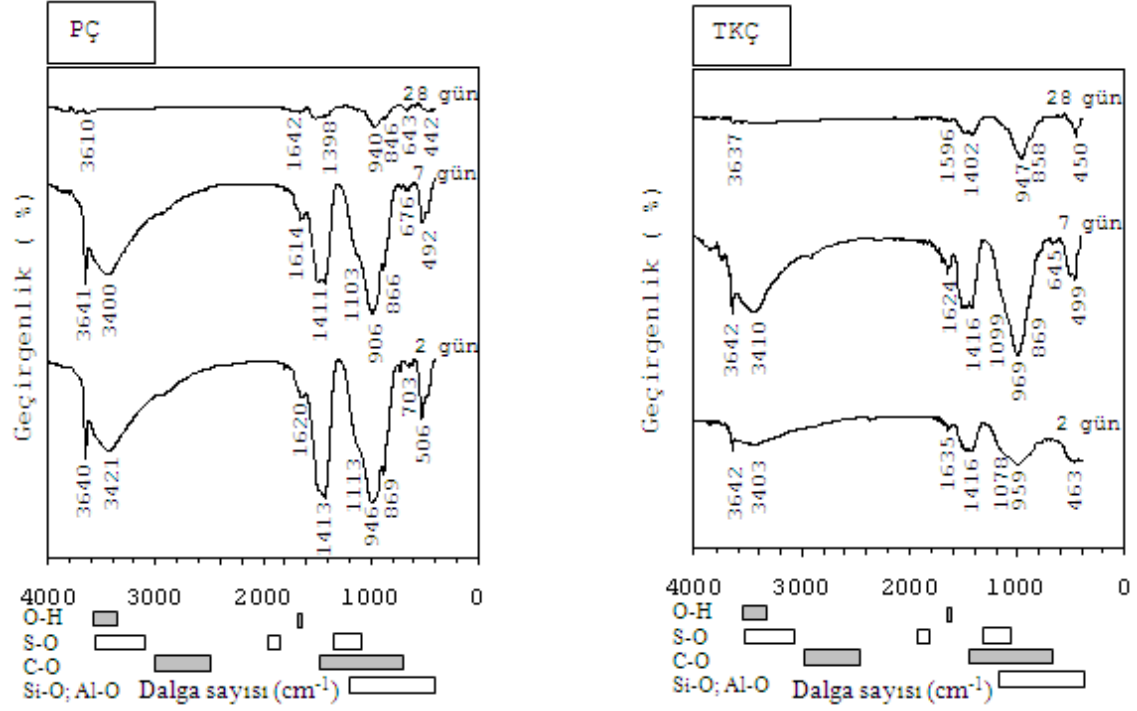 PÇ
28 gün
3610
1642
1398
940
846
643
442
7 gün
3641
3400
1614
1411
1103
906
866
676
492
2 gün
3640
3421
1620
1413
1113
946
869
703
506
Geçirgenlik ( %)
4000 3000 2000 1000 0
O-H
S-O
C-O
Si-O; Al-O Dalga sayısı (cm⁻¹)
TKÇ
28 gün
3637
1596
1402
947
858
450
7 gün
3642
3410
1624
1416
1099
969
869
645
499
2 gün
3642
3403
1635
1416
1078
959
463
Geçirgenlik ( %)
4000 3000 2000 1000 0
O-H
S-O
C-O
Si-O; Al-O Dalga sayısı (cm⁻¹)